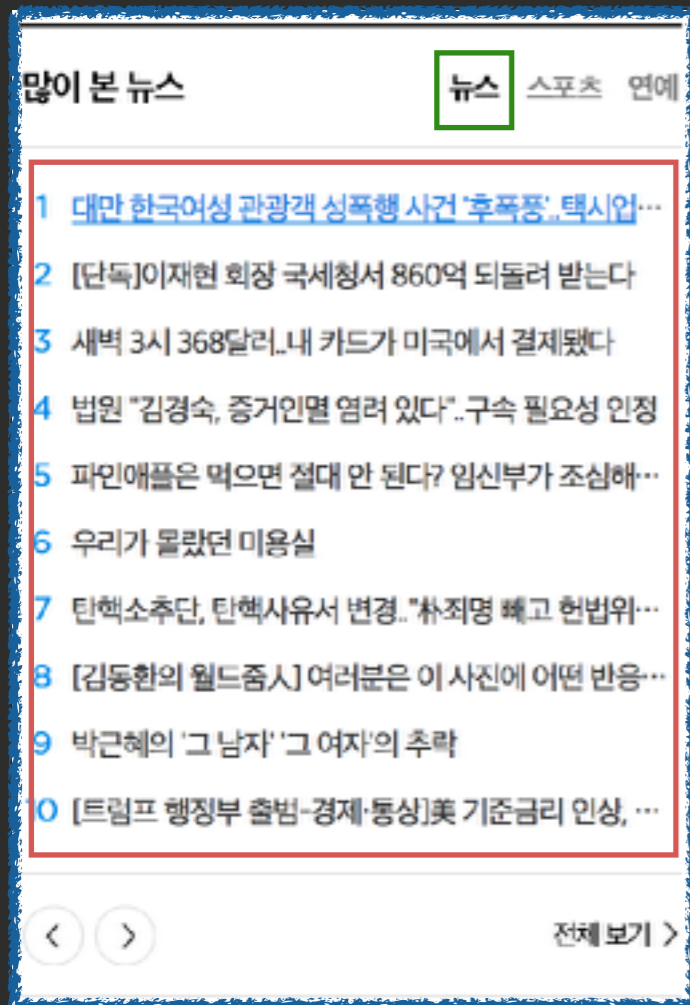 많이 본 뉴스 뉴스 스포츠 연예
1 대만 한국여성 관광객 성폭행 사건 '후폭풍'..택시업…
2 [단독]이재현 회장 국세청서 860억 되돌려 받는다
3 새벽 3시 368달러..내 카드가 미국에서 결제됐다
4 법원 "김경숙, 증거인멸 염려 있다"..구속 필요성 인정
5 파인애플은 먹으면 절대 안 된다? 임신부가 조심해…
6 우리가 몰랐던 미용실
7 탄핵소추단, 탄핵사유서 변경.."朴죄명 빼고 헌법위…
8 [김동환의 월드줌人] 여러분은 이 사진에 어떤 반응…
9 박근혜의 '그 남자' '그 여자'의 추락
10 [트럼프 행정부 출범-경제·통상]美 기준금리 인상, …
전체 보기